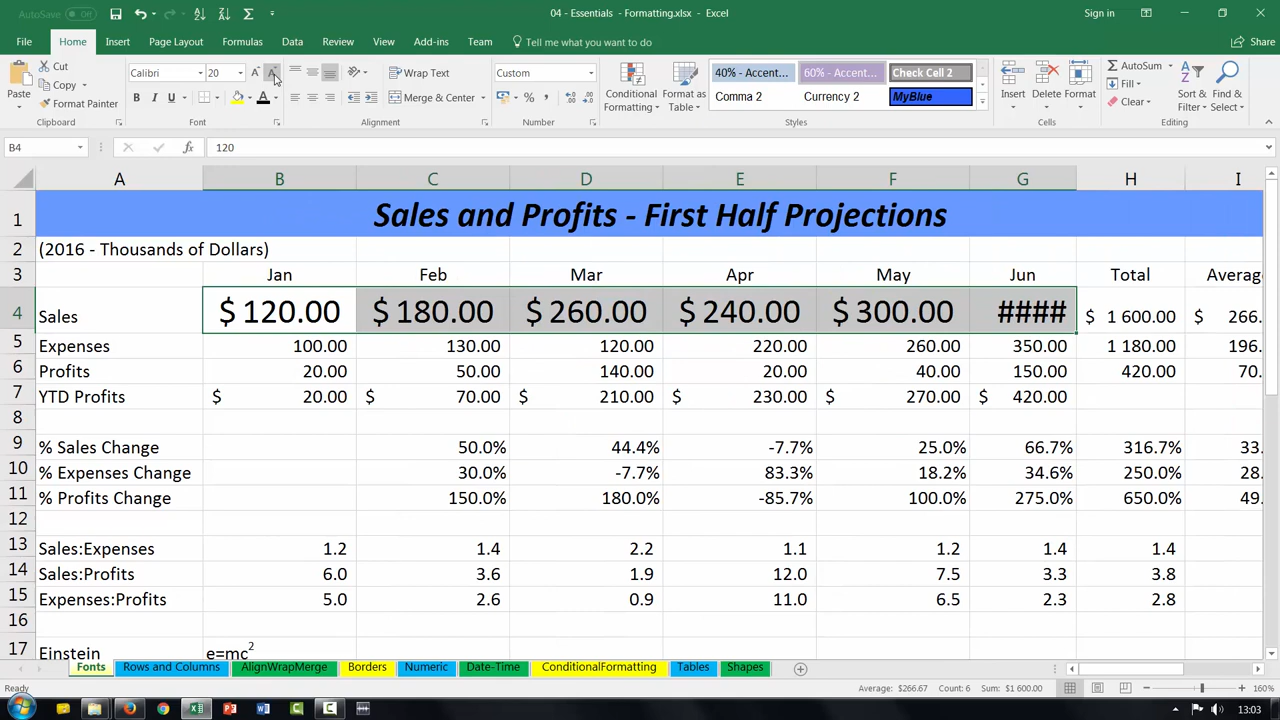 AutoSave Off 04 - Essentials - Formatting.xlsx - Excel Sign in
File Home Insert Page Layout Formulas Data Review View Add-ins Team Tell me what you want to do Share
Paste Cut Copy Format Painter Clipboard
Calibri 20 B I U A Font
Wrap Text Merge & Center Alignment
Custom $ % , Number
Conditional Formatting Format as Table
40% - Accent... 60% - Accent... Check Cell 2
Comma 2 Currency 2 MyBlue
Styles
Insert Delete Format Cells
AutoSum Fill Clear Sort & Filter Find & Select Editing
B4 fx 120
A B C D E F G H I
1 Sales and Profits - First Half Projections
2 (2016 - Thousands of Dollars)
3 Jan Feb Mar Apr May Jun Total Average
4 Sales $ 120.00 $ 180.00 $ 260.00 $ 240.00 $ 300.00 #### $ 1 600.00 $ 266.
5 Expenses 100.00 130.00 120.00 220.00 260.00 350.00 1 180.00 196.
6 Profits 20.00 50.00 140.00 20.00 40.00 150.00 420.00 70.
7 YTD Profits $ 20.00 $ 70.00 $ 210.00 $ 230.00 $ 270.00 $ 420.00
8
9 % Sales Change 50.0% 44.4% -7.7% 25.0% 66.7% 316.7% 33.
10 % Expenses Change 30.0% -7.7% 83.3% 18.2% 34.6% 250.0% 28.
11 % Profits Change 150.0% 180.0% -85.7% 100.0% 275.0% 650.0% 49.
12
13 Sales:Expenses 1.2 1.4 2.2 1.1 1.2 1.4 1.4
14 Sales:Profits 6.0 3.6 1.9 12.0 7.5 3.3 3.8
15 Expenses:Profits 5.0 2.6 0.9 11.0 6.5 2.3 2.8
16
17 Einstein e=mc²
Fonts Rows and Columns AlignWrapMerge Borders Numeric Date-Time ConditionalFormatting Tables Shapes
Ready Average: $266.67 Count: 6 Sum: $1 600.00 160%
13:03